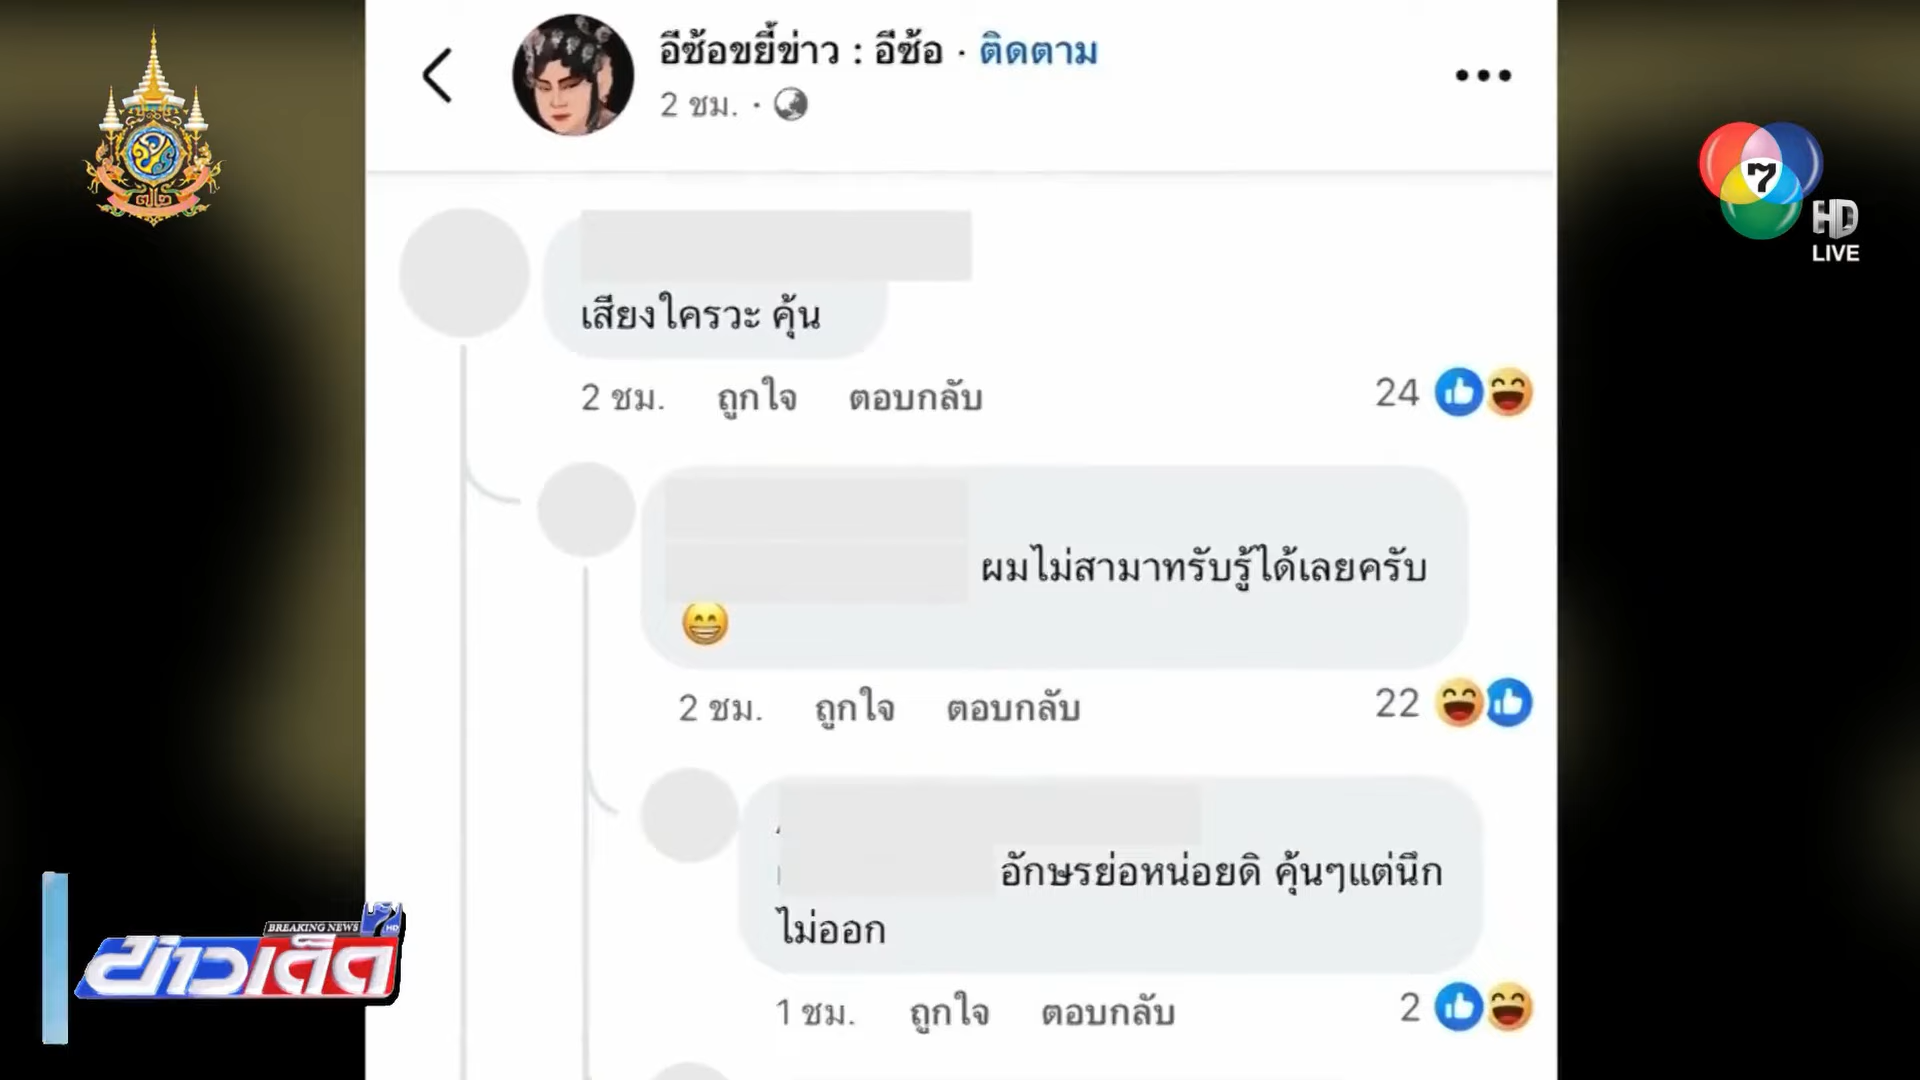 อีซ้อขยี้ข่าว : อีซ้อ · ติดตาม
2 ชม. ·
7
HD
LIVE
๗๒
เสียงใครวะ คุ้น
2 ชม. ถูกใจ ตอบกลับ 24
ผมไม่สามาทรับรู้ได้เลยครับ
😁
2 ชม. ถูกใจ ตอบกลับ 22
อักษรย่อหน่อยดิ คุ้นๆแต่นึก
ไม่ออก
1 ชม. ถูกใจ ตอบกลับ 2
BREAKING NEWS 7HD
ข่าวเด็ด